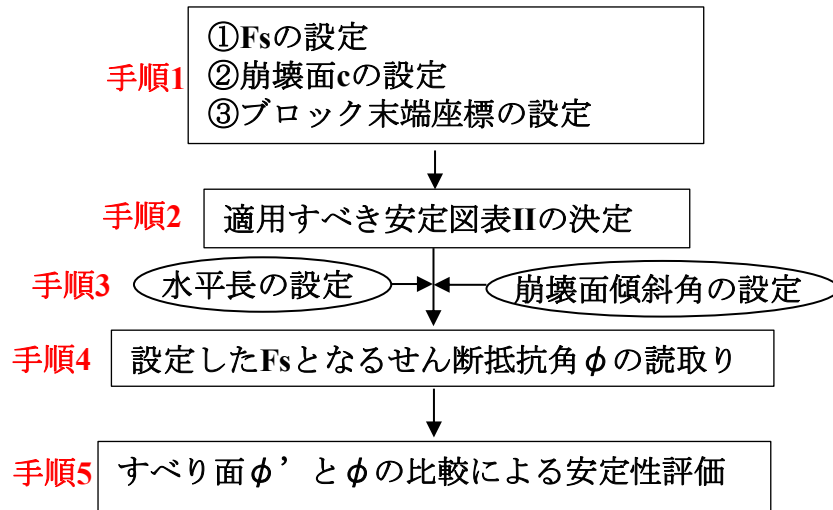 手順1
①Fsの設定
②崩壊面cの設定
③ブロック末端座標の設定
手順2
適用すべき安定図表IIの決定
手順3
水平長の設定
崩壊面傾斜角の設定
手順4
設定したFsとなるせん断抵抗角φの読取り
手順5
すべり面φ’とφの比較による安定性評価